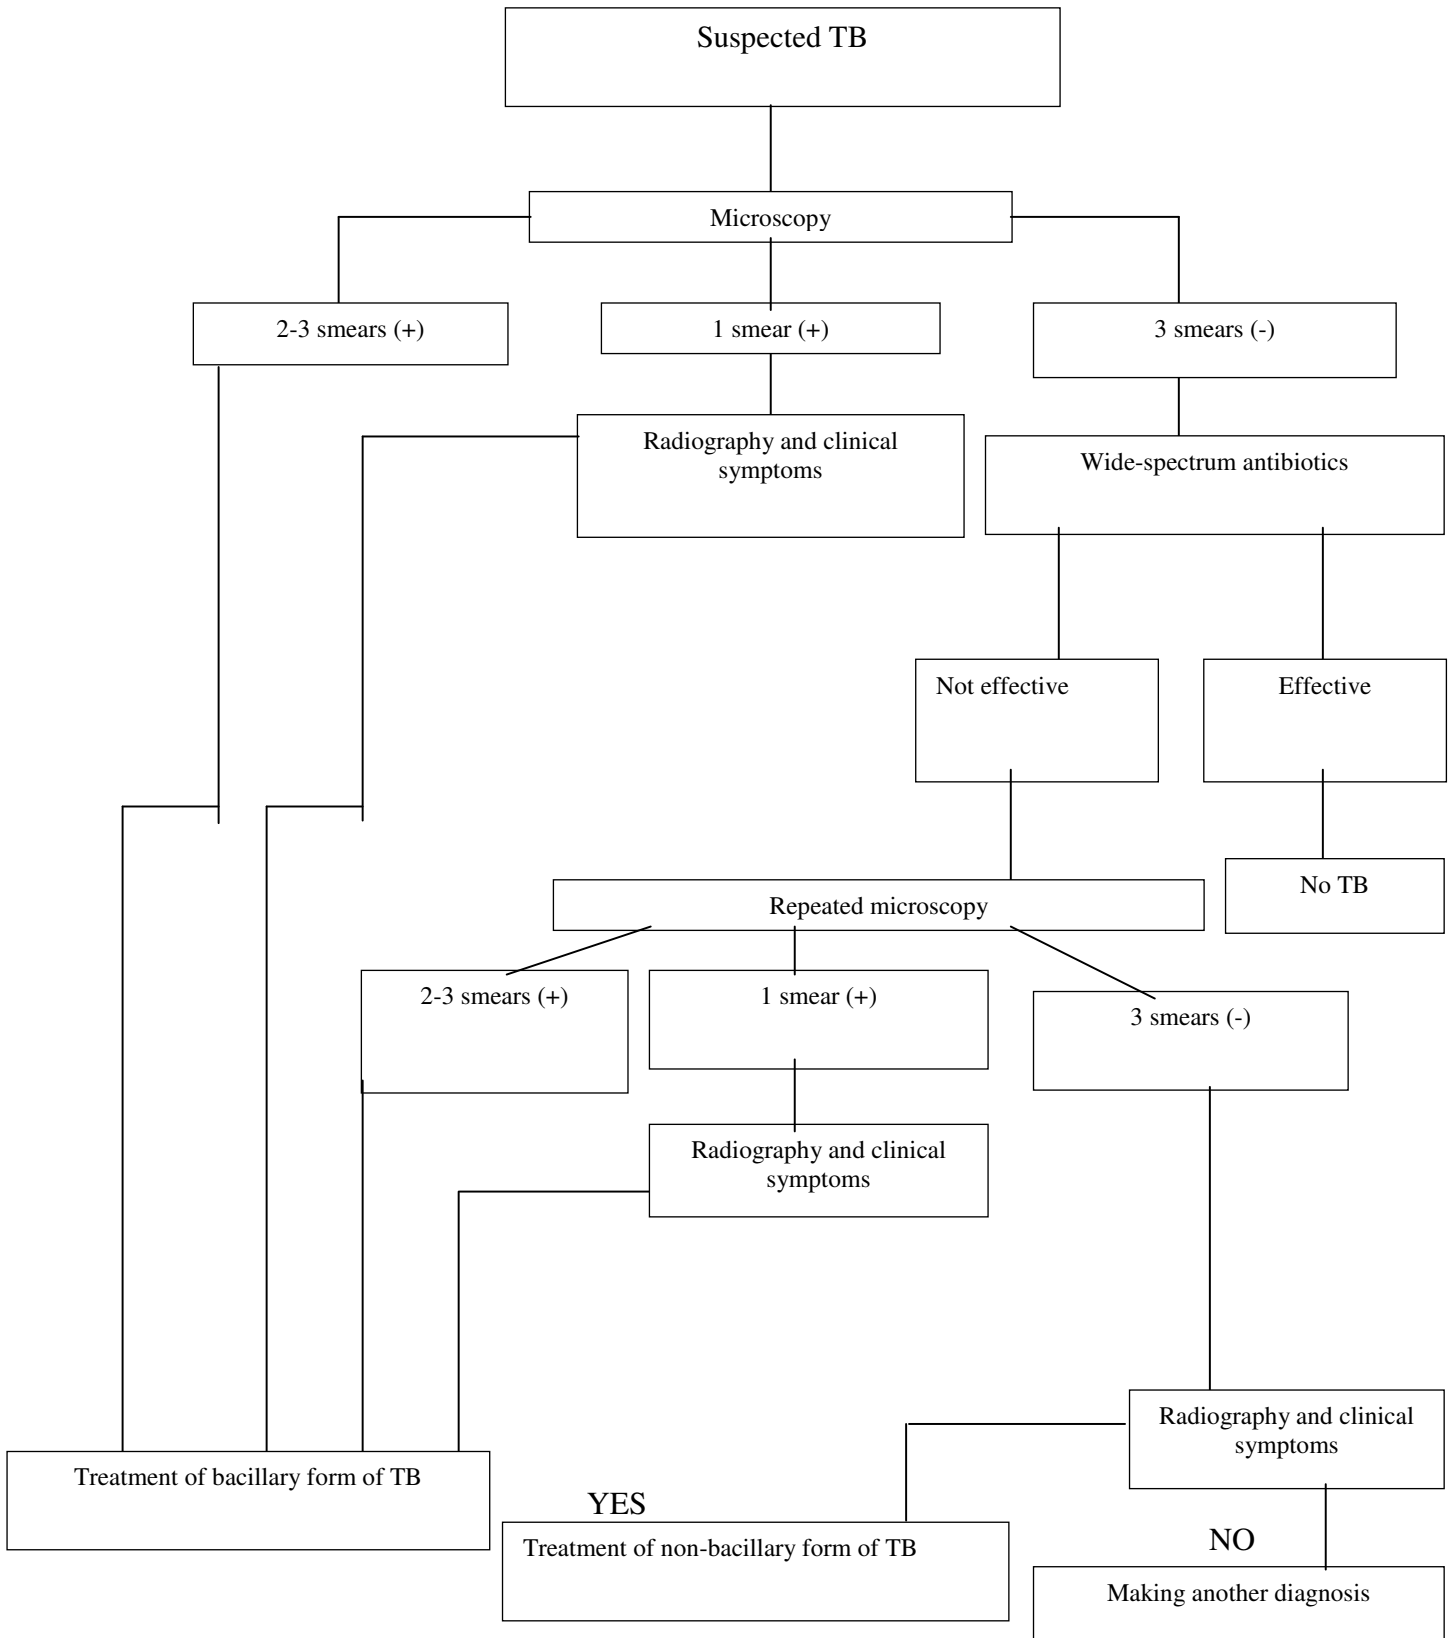 Suspected TB
Microscopy
2-3 smears (+)
1 smear (+)
3 smears (-)
Radiography and clinical
symptoms
Wide-spectrum antibiotics
Not effective
Effective
No TB
Repeated microscopy
2-3 smears (+)
1 smear (+)
3 smears (-)
Radiography and clinical
symptoms
Radiography and clinical
symptoms
Treatment of bacillary form of TB
YES
Treatment of non-bacillary form of TB
NO
Making another diagnosis